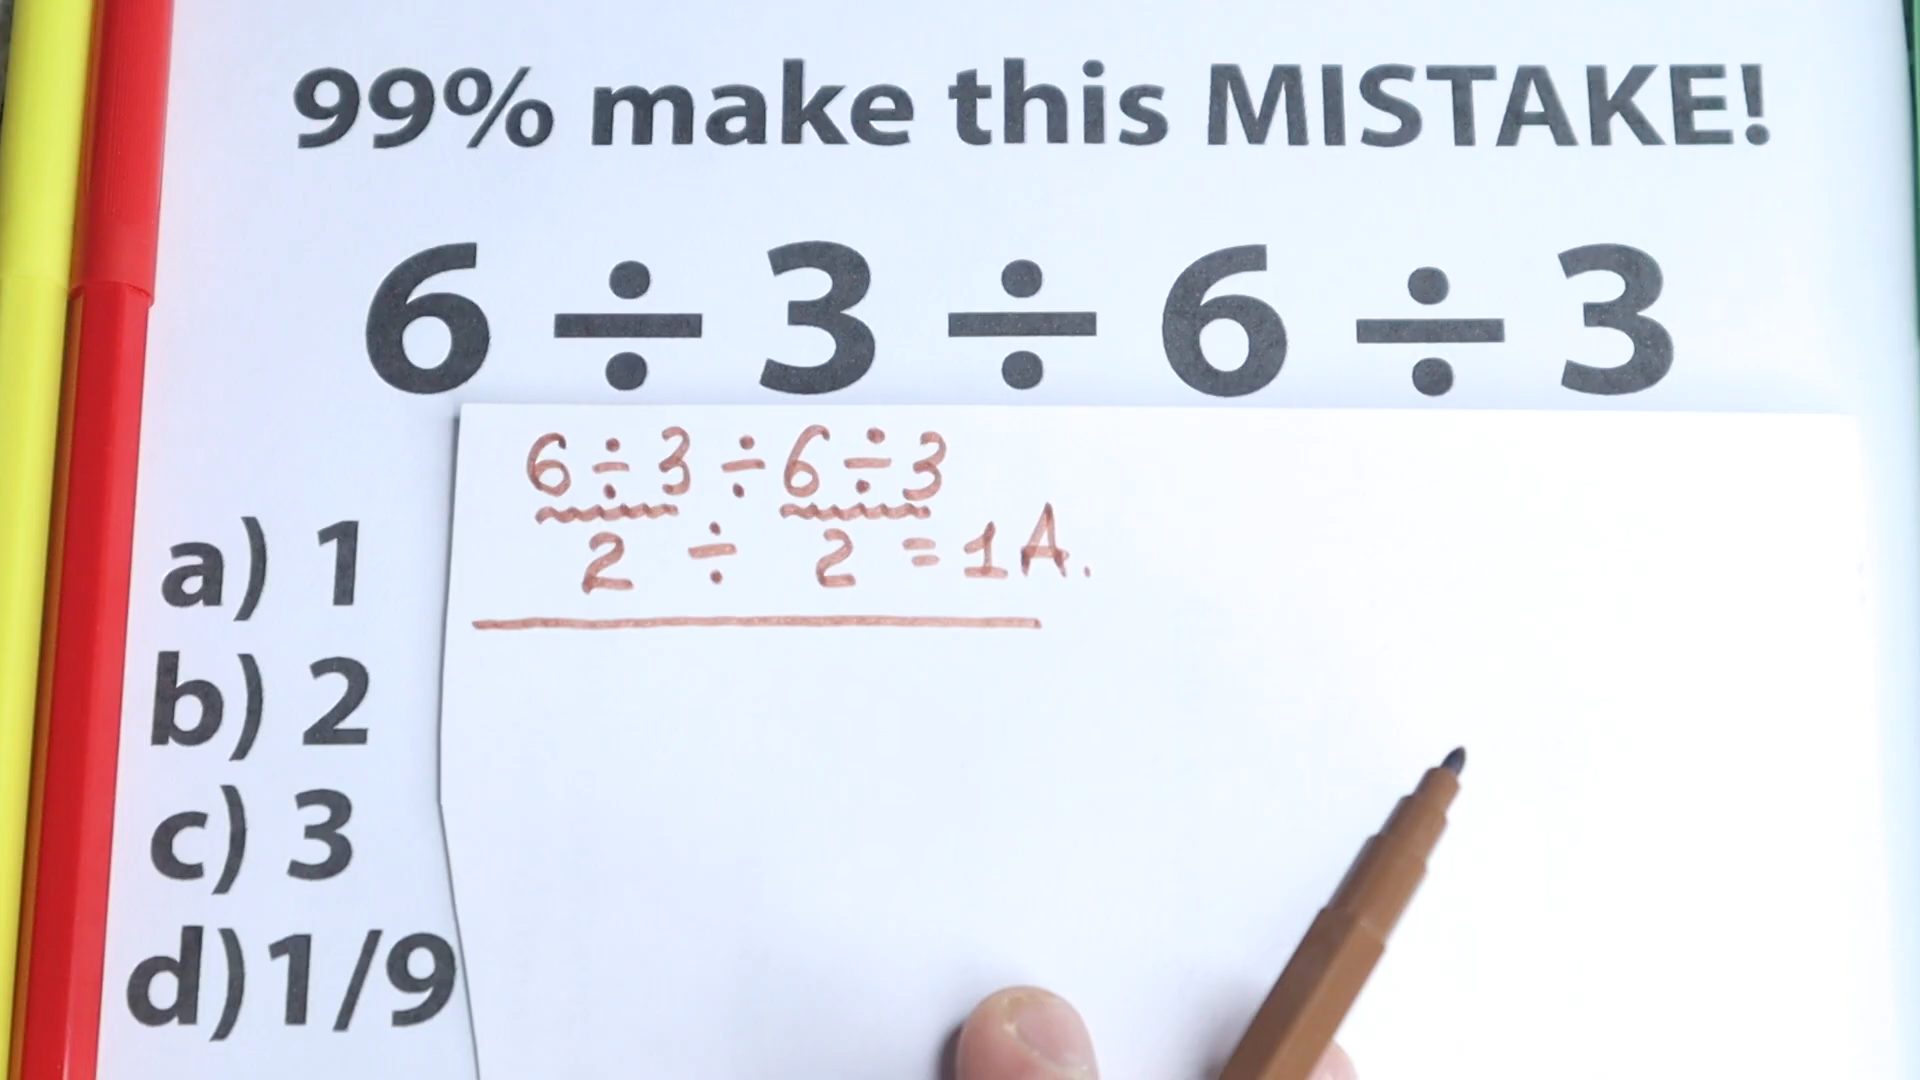 99% make this MISTAKE!
6 ÷ 3 ÷ 6 ÷ 3
6 ÷ 3 ÷ 6 ÷ 3
2 ÷ 2 = 1 A.
a) 1
b) 2
c) 3
d) 1/9